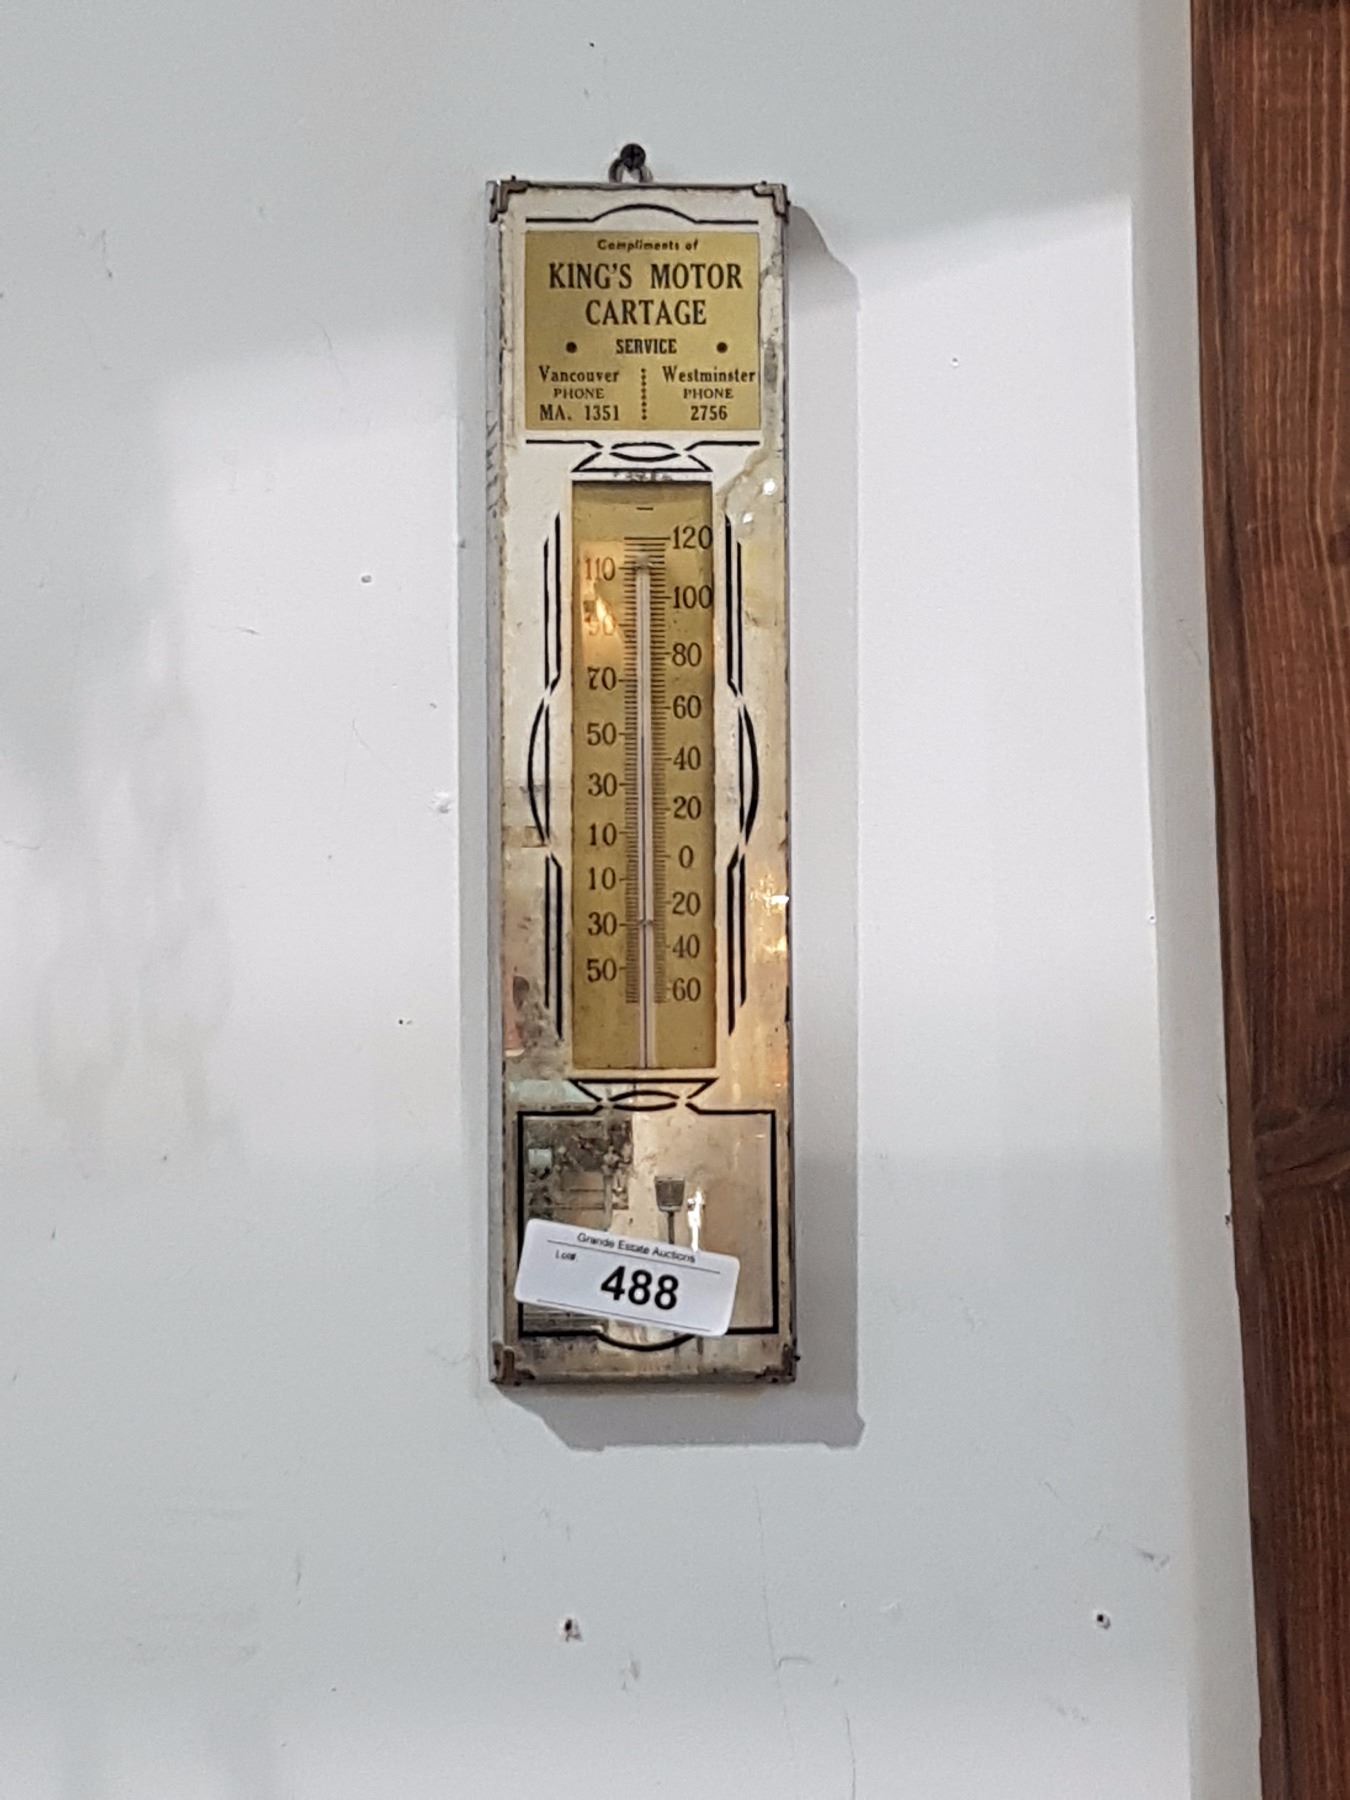 Compliments of
KING'S MOTOR
CARTAGE
• SERVICE •
Vancouver Westminster
PHONE PHONE
MA. 1351 2756
120
110
100
90
80
70
60
50
40
30
20
10
0
10
20
30
40
50
60
Grande Estate Auctions
Lot#
488